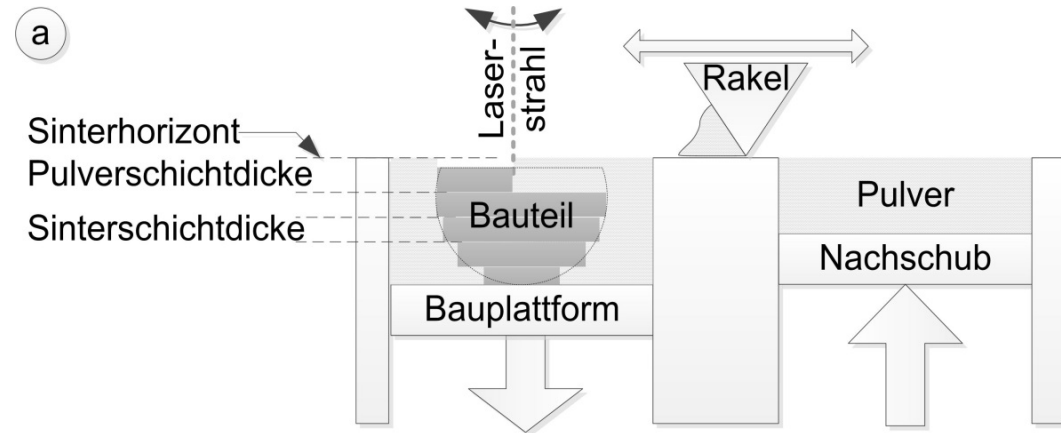 a
Laser-
strahl
Rakel
Sinterhorizont
Pulverschichtdicke
Sinterschichtdicke
Bauteil
Pulver
Nachschub
Bauplattform